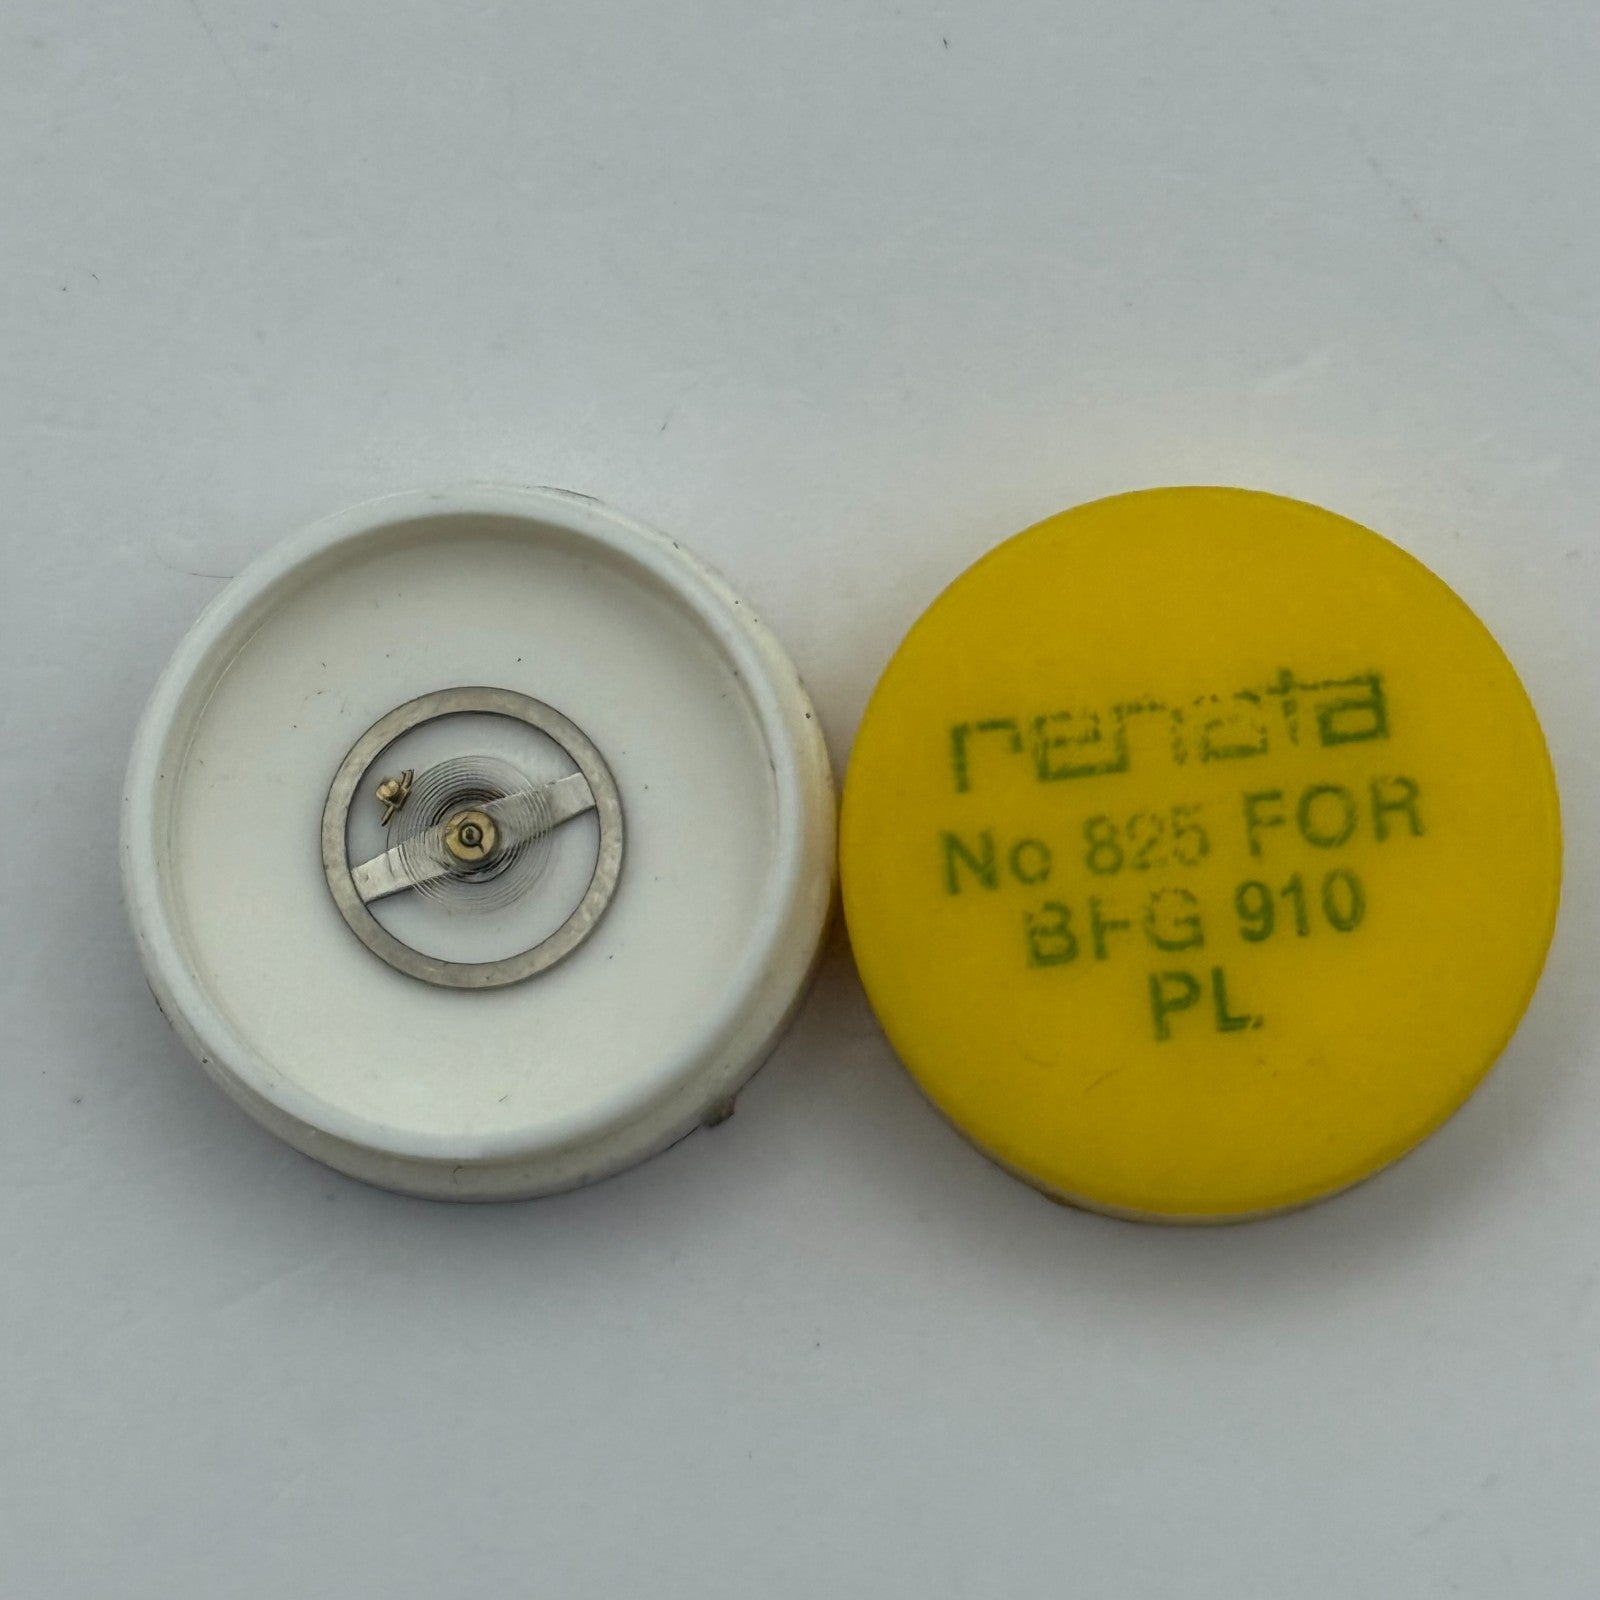 renata
No 825 FOR
BFG 910
PL.